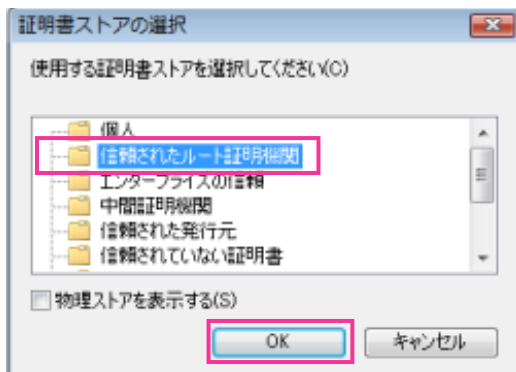 証明書ストアの選択
使用する証明書ストアを選択してください(C)
個人
信頼されたルート証明機関
エンタープライズの信頼
中間証明機関
信頼された発行元
信頼されていない証明書
物理ストアを表示する(S)
OK
キャンセル